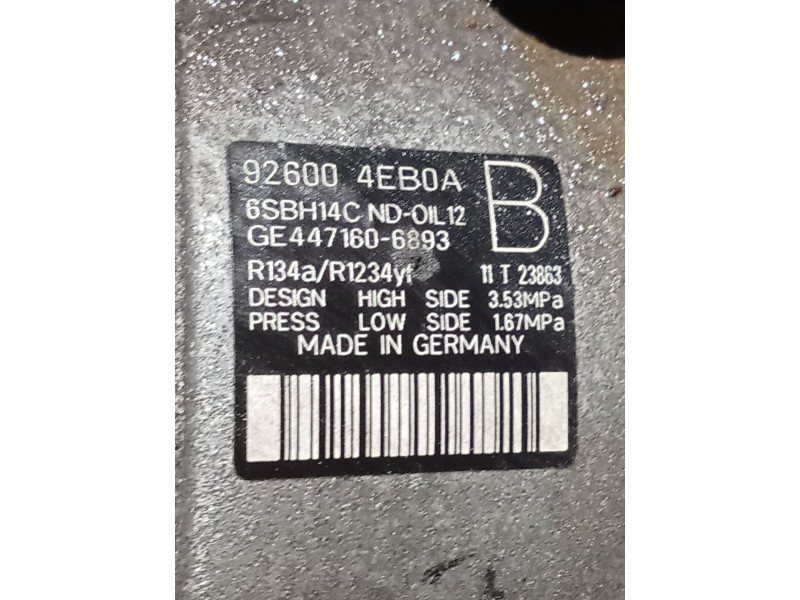 92600 4EB0A B
6SBH14C ND-OIL12
GE447160-6893
R134a/R1234yf 11 T 23863
DESIGN HIGH SIDE 3.53MPa
PRESS LOW SIDE 1.67MPa
MADE IN GERMANY